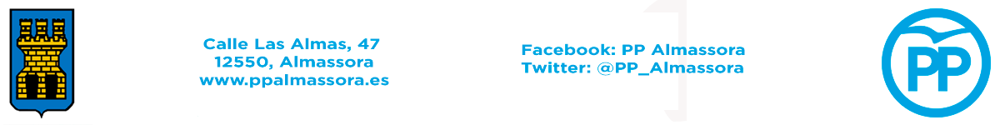 Calle Las Almas, 47
12550, Almassora
www.ppalmassora.es
Facebook: PP Almassora
Twitter: @PP_Almassora
PP